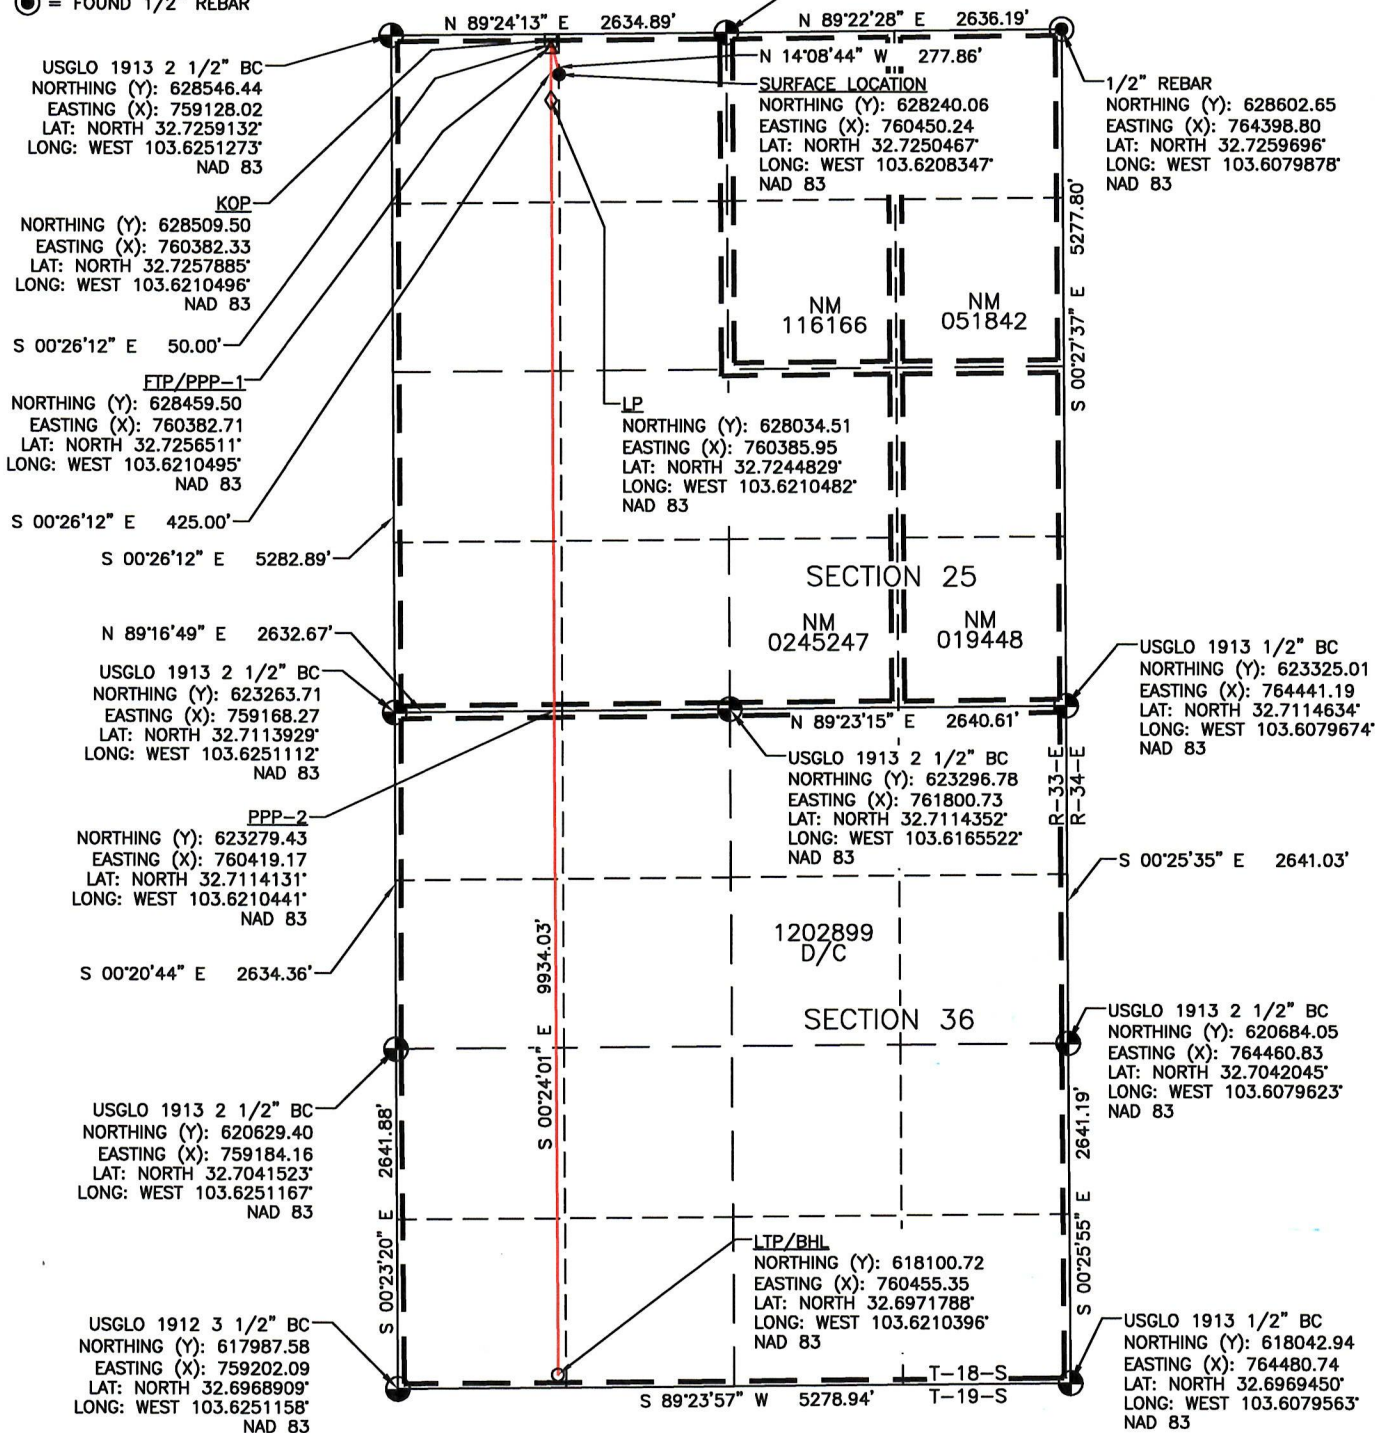 = FOUND 1/2" REBAR
N 89°24'13" E 2634.89'
N 89°22'28" E 2636.19'
USGLO 1913 2 1/2" BC
NORTHING (Y): 628546.44
EASTING (X): 759128.02
LAT: NORTH 32.7259132°
LONG: WEST 103.6251273°
NAD 83
N 14°08'44" W 277.86'
SURFACE LOCATION
NORTHING (Y): 628240.06
EASTING (X): 760450.24
LAT: NORTH 32.7250467°
LONG: WEST 103.6208347°
NAD 83
1/2" REBAR
NORTHING (Y): 628602.65
EASTING (X): 764398.80
LAT: NORTH 32.7259696°
LONG: WEST 103.6079878°
NAD 83
KOP
NORTHING (Y): 628509.50
EASTING (X): 760382.33
LAT: NORTH 32.7257885°
LONG: WEST 103.6210496°
NAD 83
S 00°27'37" E 5277.80'
NM
116166
NM
051842
S 00°26'12" E 50.00'
FTP/PPP-1
NORTHING (Y): 628459.50
EASTING (X): 760382.71
LAT: NORTH 32.7256511°
LONG: WEST 103.6210495°
NAD 83
LP
NORTHING (Y): 628034.51
EASTING (X): 760385.95
LAT: NORTH 32.7244829°
LONG: WEST 103.6210482°
NAD 83
S 00°26'12" E 425.00'
S 00°26'12" E 5282.89'
SECTION 25
NM
0245247
NM
019448
N 89°16'49" E 2632.67'
USGLO 1913 2 1/2" BC
NORTHING (Y): 623263.71
EASTING (X): 759168.27
LAT: NORTH 32.7113929°
LONG: WEST 103.6251112°
NAD 83
USGLO 1913 1/2" BC
NORTHING (Y): 623325.01
EASTING (X): 764441.19
LAT: NORTH 32.7114634°
LONG: WEST 103.6079674°
NAD 83
N 89°23'15" E 2640.61'
USGLO 1913 2 1/2" BC
NORTHING (Y): 623296.78
EASTING (X): 761800.73
LAT: NORTH 32.7114352°
LONG: WEST 103.6165522°
NAD 83
R-33-E
R-34-E
PPP-2
NORTHING (Y): 623279.43
EASTING (X): 760419.17
LAT: NORTH 32.7114131°
LONG: WEST 103.6210441°
NAD 83
S 00°25'35" E 2641.03'
S 00°20'44" E 2634.36'
S 00°24'01" E 9934.03'
1202899
D/C
SECTION 36
USGLO 1913 2 1/2" BC
NORTHING (Y): 620684.05
EASTING (X): 764460.83
LAT: NORTH 32.7042045°
LONG: WEST 103.6079623°
NAD 83
USGLO 1913 2 1/2" BC
NORTHING (Y): 620629.40
EASTING (X): 759184.16
LAT: NORTH 32.7041523°
LONG: WEST 103.6251167°
NAD 83
S 00°23'20" E 2641.88'
S 00°25'55" E 2641.19'
LTP/BHL
NORTHING (Y): 618100.72
EASTING (X): 760455.35
LAT: NORTH 32.6971788°
LONG: WEST 103.6210396°
NAD 83
USGLO 1912 3 1/2" BC
NORTHING (Y): 617987.58
EASTING (X): 759202.09
LAT: NORTH 32.6968909°
LONG: WEST 103.6251158°
NAD 83
USGLO 1913 1/2" BC
NORTHING (Y): 618042.94
EASTING (X): 764480.74
LAT: NORTH 32.6969450°
LONG: WEST 103.6079563°
NAD 83
T-18-S
T-19-S
S 89°23'57" W 5278.94'